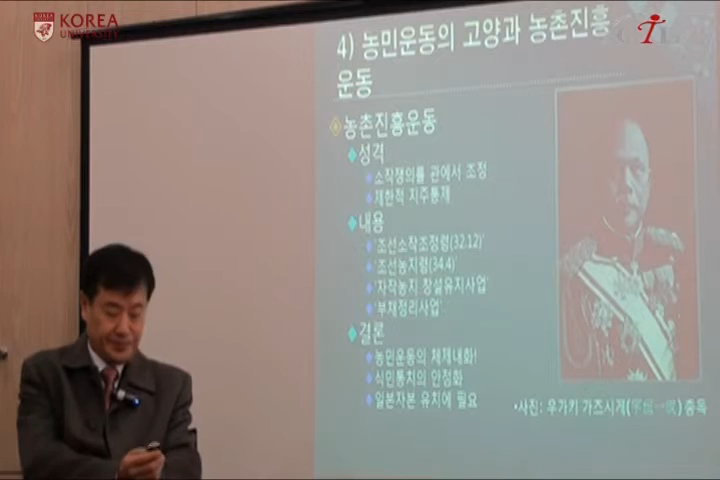 KOREA
UNIVERSITY
4) 농민운동의 고양과 농촌진흥
운동
농촌진흥운동
성격
소작쟁의를 관에서 조정
제한적 지주통제
내용
'조선소작조정령(32.12)'
'조선농지령(34.4)'
'자작농지 창설유지사업'
'부채정리사업'
결론
농민운동의 체제내화!
식민통치의 안정화
일본자본 유치에 필요
사진: 우가키 가즈시게(宇垣一成) 총독